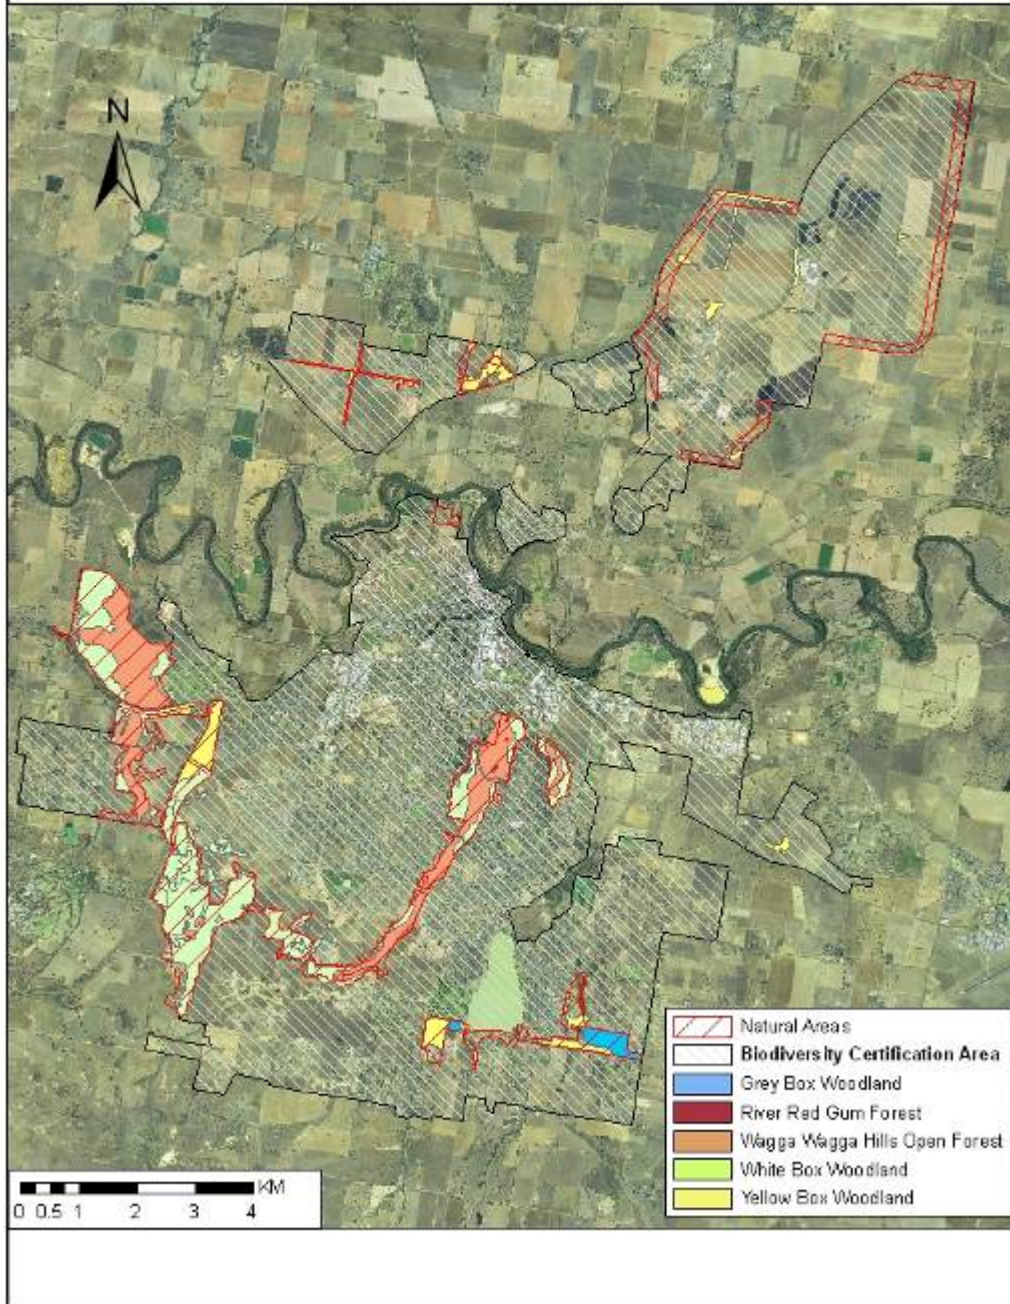 N
Natural Areas
Biodiversity Certification Area
Grey Box Woodland
River Red Gum Forest
Wagga Wagga Hills Open Forest
White Box Woodland
Yellow Box Woodland
KM
0 0.5 1 2 3 4